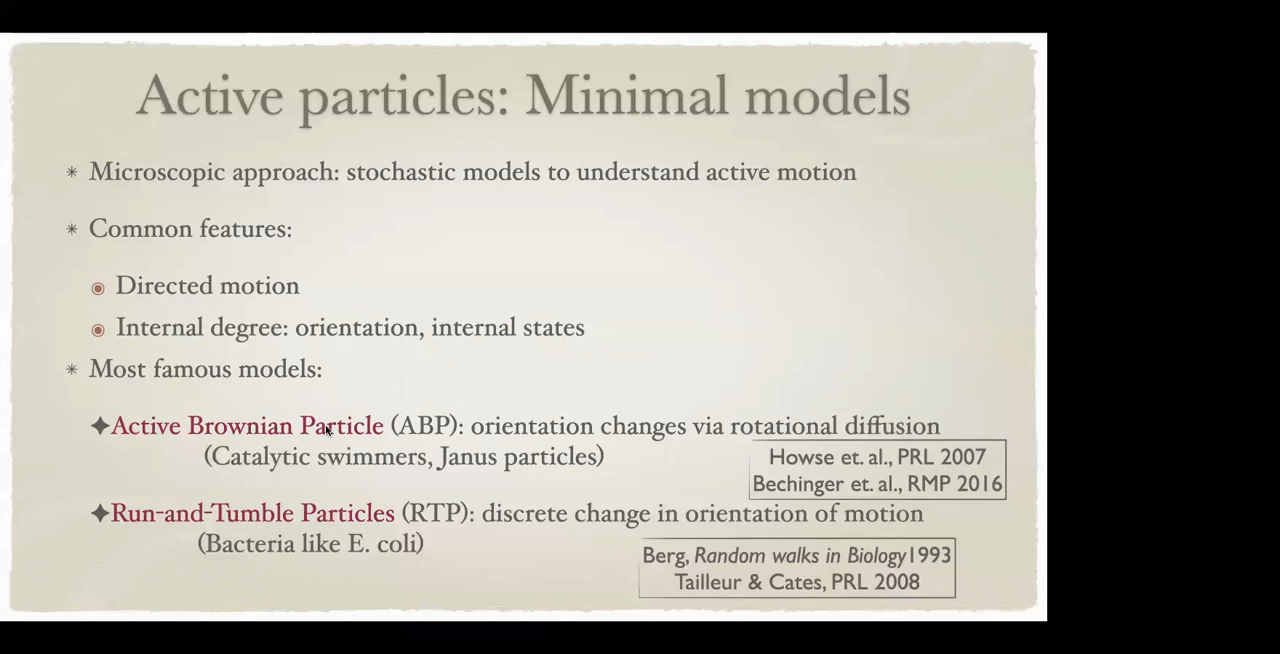 Active particles: Minimal models
Microscopic approach: stochastic models to understand active motion
Common features:
Directed motion
Internal degree: orientation, internal states
Most famous models:
Active Brownian Particle (ABP): orientation changes via rotational diffusion
(Catalytic swimmers, Janus particles)
Howse et. al., PRL 2007
Bechinger et. al., RMP 2016
Run-and-Tumble Particles (RTP): discrete change in orientation of motion
(Bacteria like E. coli)
Berg, Random walks in Biology1993
Tailleur & Cates, PRL 2008